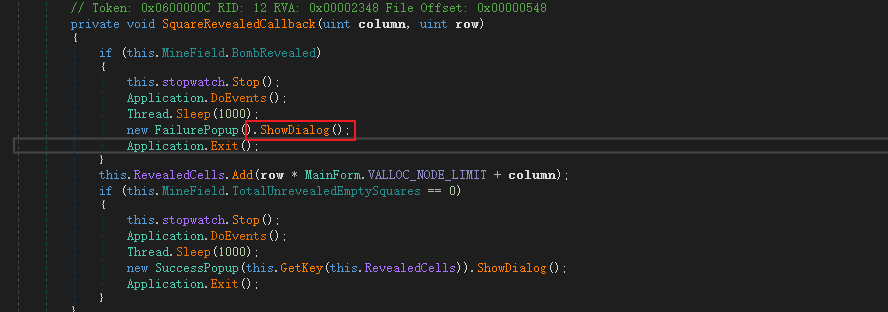 // Token: 0x0600000C RID: 12 RVA: 0x00002348 File Offset: 0x00000548
private void SquareRevealedCallback(uint column, uint row)
{
if (this.MineField.BombRevealed)
{
this.stopwatch.Stop();
Application.DoEvents();
Thread.Sleep(1000);
new FailurePopup().ShowDialog();
Application.Exit();
}
this.RevealedCells.Add(row * MainForm.VALLOC_NODE_LIMIT + column);
if (this.MineField.TotalUnrevealedEmptySquares == 0)
{
this.stopwatch.Stop();
Application.DoEvents();
Thread.Sleep(1000);
new SuccessPopup(this.GetKey(this.RevealedCells)).ShowDialog();
Application.Exit();
}
}